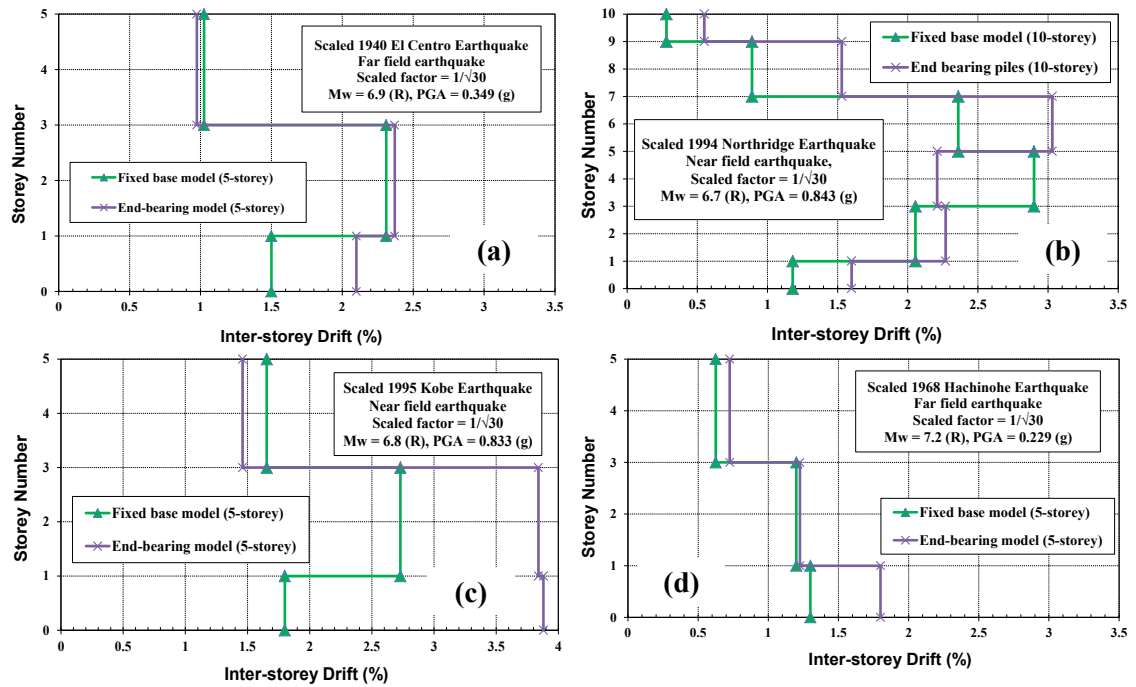 5
4
3
2
1
0
Storey Number
Scaled 1940 El Centro Earthquake
Far field earthquake
Scaled factor = 1/√30
Mw = 6.9 (R), PGA = 0.349 (g)
Fixed base model (5-storey)
End-bearing model (5-storey)
(a)
0 0.5 1 1.5 2 2.5 3 3.5
Inter-storey Drift (%)
10
9
8
7
6
5
4
3
2
1
0
Storey Number
Fixed base model (10-storey)
End bearing piles (10-storey)
Scaled 1994 Northridge Earthquake
Near field earthquake,
Scaled factor = 1/√30
Mw = 6.7 (R), PGA = 0.843 (g)
(b)
0 0.5 1 1.5 2 2.5 3 3.5
Inter-storey Drift (%)
5
4
3
2
1
0
Storey Number
Scaled 1995 Kobe Earthquake
Near field earthquake
Scaled factor = 1/√30
Mw = 6.8 (R), PGA = 0.833 (g)
Fixed base model (5-storey)
End-bearing model (5-storey)
(c)
0 0.5 1 1.5 2 2.5 3 3.5 4
Inter-storey Drift (%)
5
4
3
2
1
0
Storey Number
Scaled 1968 Hachinohe Earthquake
Far field earthquake
Scaled factor = 1/√30
Mw = 7.2 (R), PGA = 0.229 (g)
Fixed base model (5-storey)
End-bearing model (5-storey)
(d)
0 0.5 1 1.5 2 2.5 3 3.5
Inter-storey Drift (%)